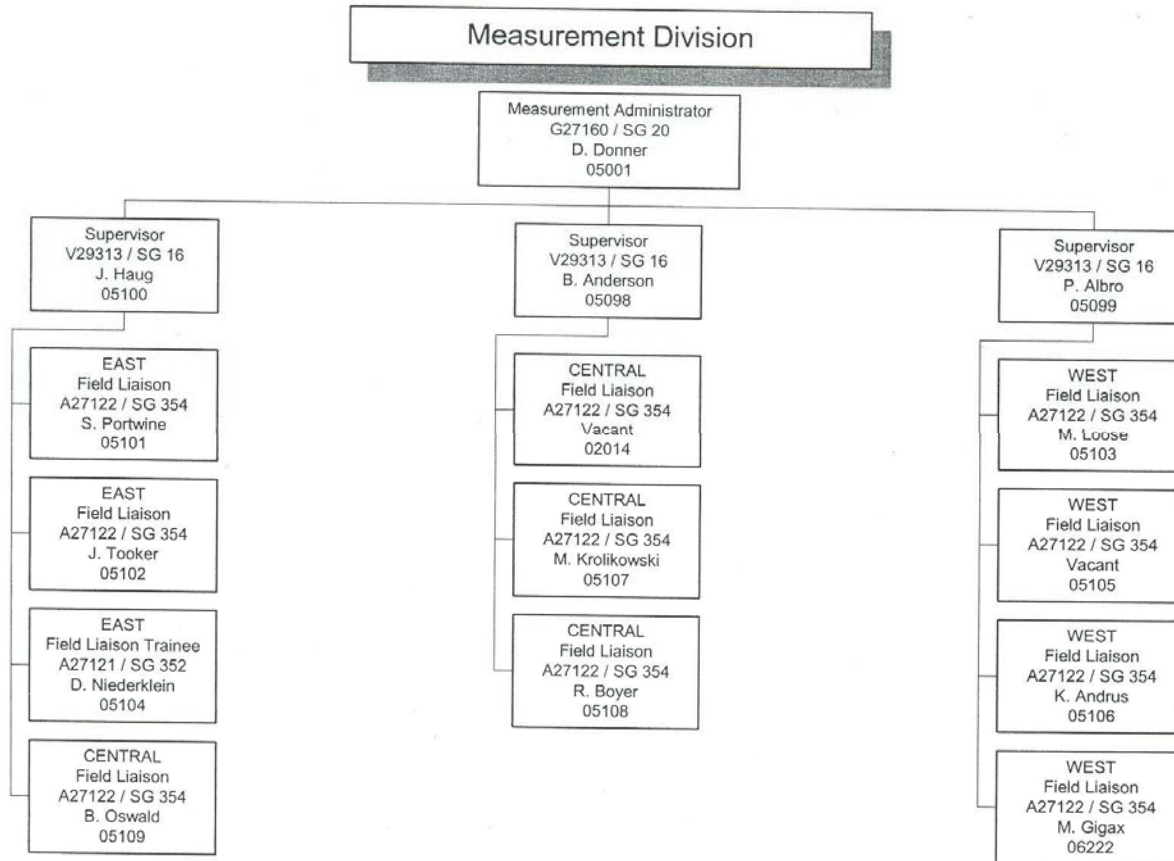 Measurement Division
Measurement Administrator
G27160 / SG 20
D. Donner
05001
Supervisor
V29313 / SG 16
J. Haug
05100
EAST
Field Liaison
A27122 / SG 354
S. Portwine
05101
EAST
Field Liaison
A27122 / SG 354
J. Tooker
05102
EAST
Field Liaison Trainee
A27121 / SG 352
D. Niederklein
05104
CENTRAL
Field Liaison
A27122 / SG 354
B. Oswald
05109
Supervisor
V29313 / SG 16
B. Anderson
05098
CENTRAL
Field Liaison
A27122 / SG 354
Vacant
02014
CENTRAL
Field Liaison
A27122 / SG 354
M. Krolikowski
05107
CENTRAL
Field Liaison
A27122 / SG 354
R. Boyer
05108
Supervisor
V29313 / SG 16
P. Albro
05099
WEST
Field Liaison
A27122 / SG 354
M. Loose
05103
WEST
Field Liaison
A27122 / SG 354
Vacant
05105
WEST
Field Liaison
A27122 / SG 354
K. Andrus
05106
WEST
Field Liaison
A27122 / SG 354
M. Gigax
06222